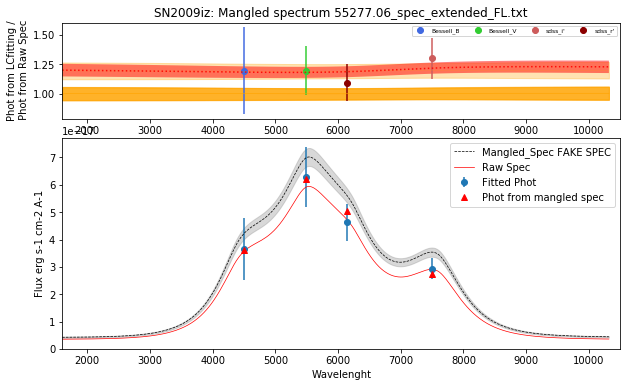 SN2009iz: Mangled spectrum 55277.06_spec_extended_FL.txt
Phot from LCfitting /
Phot from Raw Spec
1.50
1.25
1.00
Bessell_B
Bessell_V
sdss_i'
sdss_r'
2000 3000 4000 5000 6000 7000 8000 9000 10000
1e−17
Flux erg s-1 cm-2 A-1
7
6
5
4
3
2
1
0
Mangled_Spec FAKE SPEC
Raw Spec
Fitted Phot
Phot from mangled spec
2000 3000 4000 5000 6000 7000 8000 9000 10000
Wavelenght